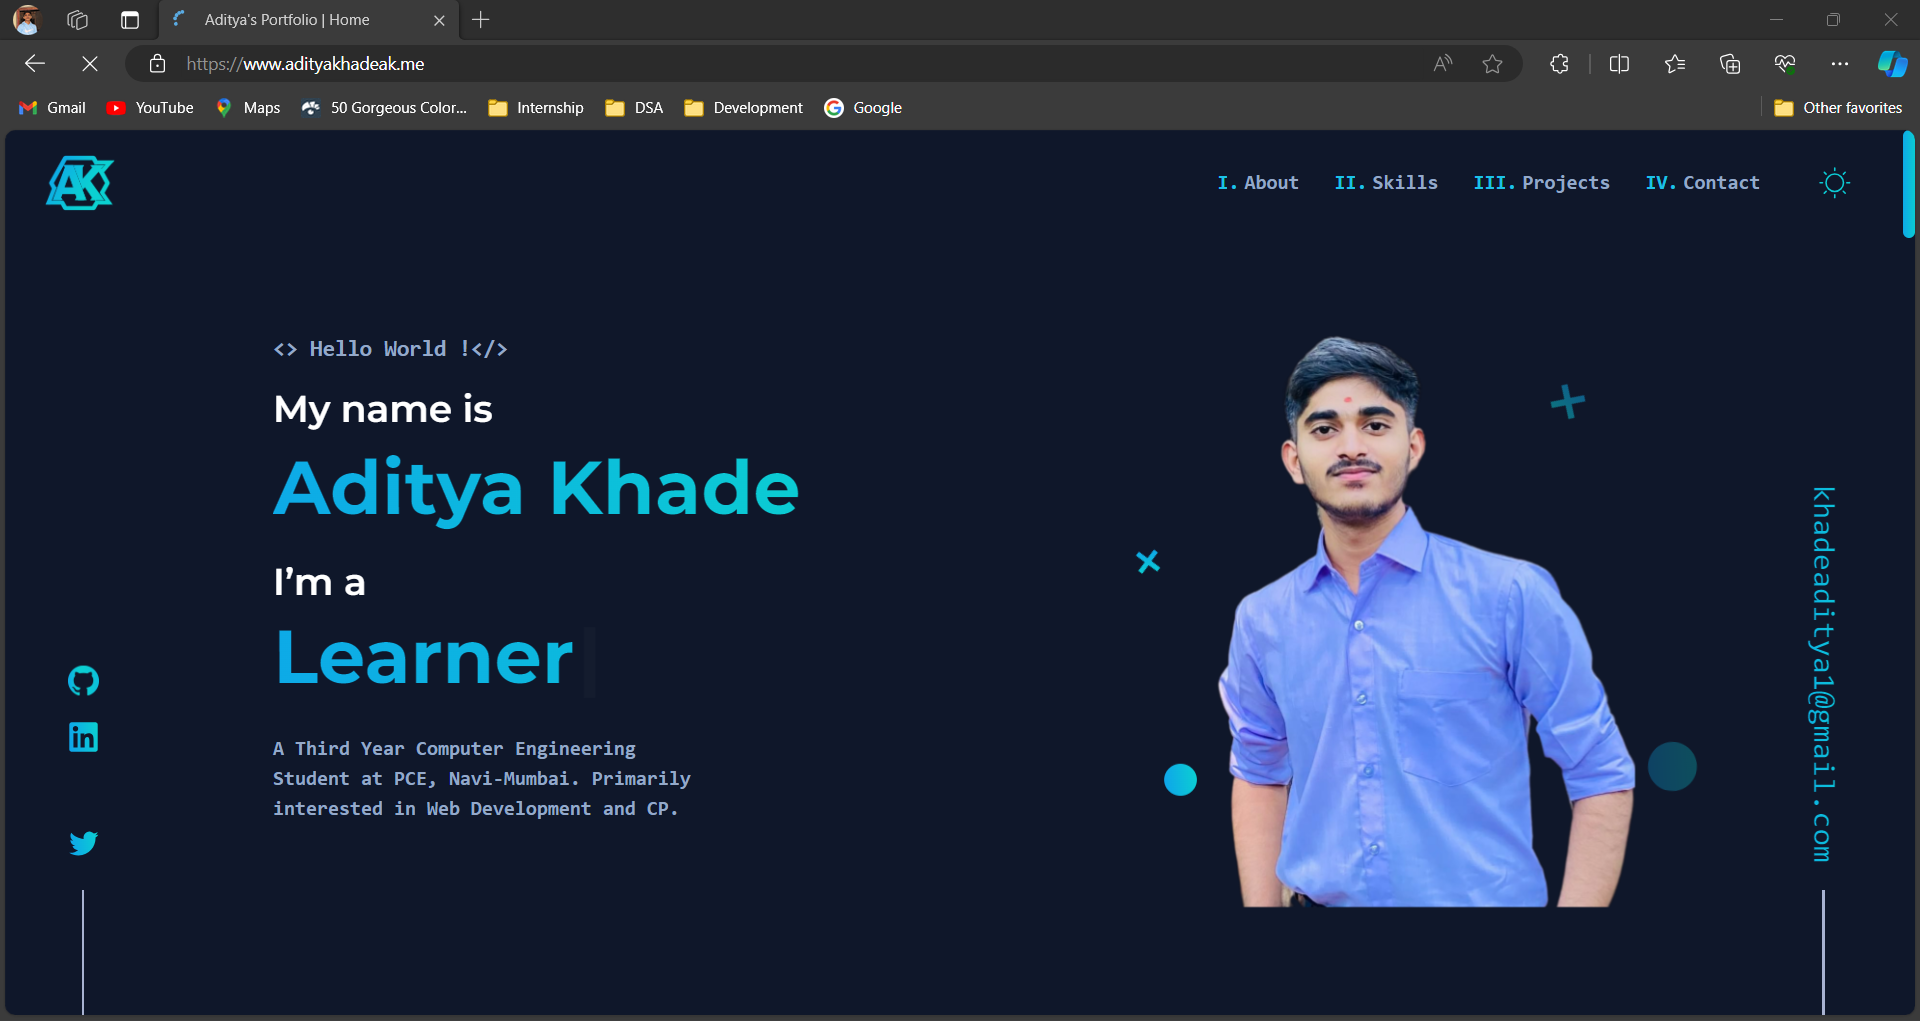 Aditya's Portfolio | Home
https://www.adityakhadeak.me
Gmail YouTube Maps 50 Gorgeous Color... Internship DSA Development Google Other favorites
AK
I. About II. Skills III. Projects IV. Contact
<> Hello World !</>
My name is
Aditya Khade
I'm a
Learner
A Third Year Computer Engineering
Student at PCE, Navi-Mumbai. Primarily
interested in Web Development and CP.
khadeaditya1@gmail.com